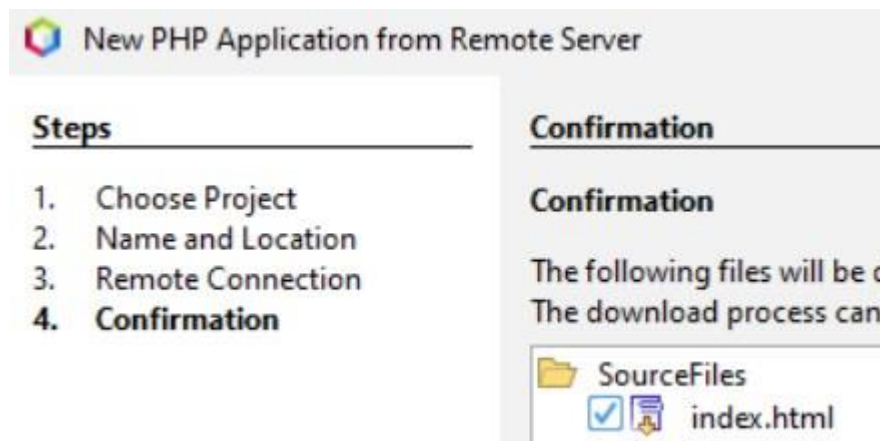 New PHP Application from Remote Server
Steps
1. Choose Project
2. Name and Location
3. Remote Connection
4. Confirmation
Confirmation
Confirmation
The following files will be
The download process can
SourceFiles
index.html